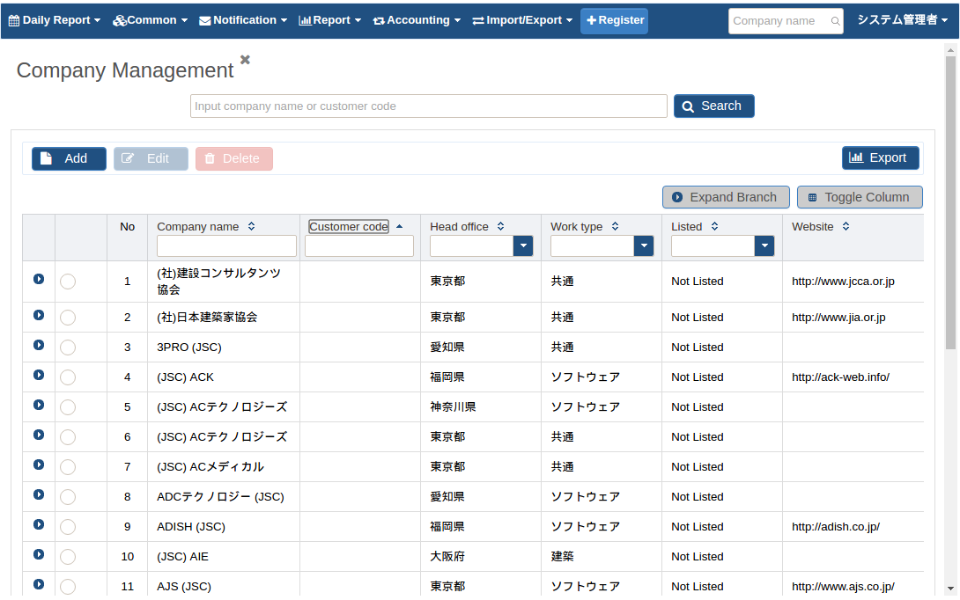 Daily Report Common Notification Report Accounting Import/Export Register Company name システム管理者
Company Management
Input company name or customer code Search
Add Edit Delete Export
Expand Branch Toggle Column
No Company name Customer code Head office Work type Listed Website
1 (社)建設コンサルタンツ 東京都 共通 Not Listed http://www.jcca.or.jp
協会
2 (社)日本建築家協会 東京都 共通 Not Listed http://www.jia.or.jp
3 3PRO (JSC) 愛知県 共通 Not Listed
4 (JSC) ACK 福岡県 ソフトウェア Not Listed http://ack-web.info/
5 (JSC) ACテクノロジーズ 神奈川県 ソフトウェア Not Listed
6 (JSC) ACテクノロジーズ 東京都 共通 Not Listed
7 (JSC) ACメディカル 東京都 共通 Not Listed
8 ADCテクノロジー (JSC) 愛知県 ソフトウェア Not Listed
9 ADISH (JSC) 福岡県 ソフトウェア Not Listed http://adish.co.jp/
10 (JSC) AIE 大阪府 建築 Not Listed
11 AJS (JSC) 東京都 ソフトウェア Not Listed http://www.ajs.co.jp/